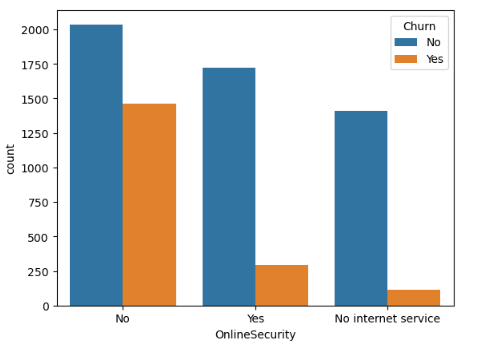 Churn
No
Yes
2000
1750
1500
1250
1000
750
500
250
0
count
No Yes No internet service
OnlineSecurity